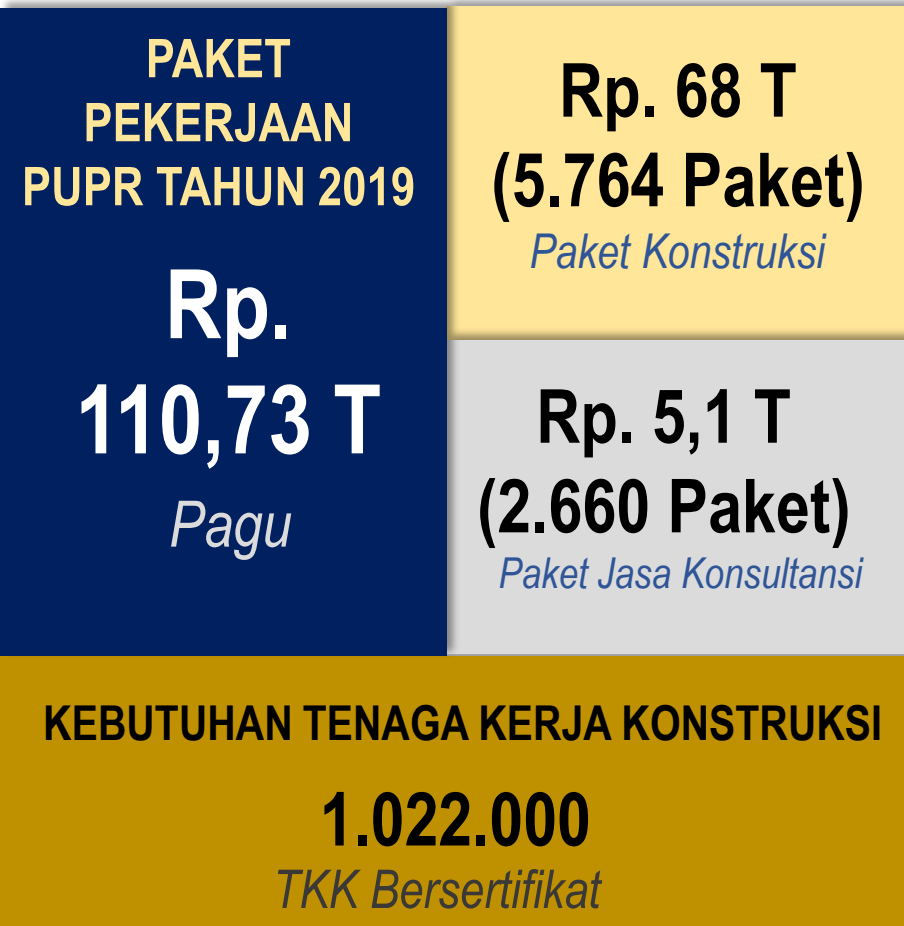 PAKET
PEKERJAAN
PUPR TAHUN 2019
Rp.
110,73 T
Pagu
Rp. 68 T
(5.764 Paket)
Paket Konstruksi
Rp. 5,1 T
(2.660 Paket)
Paket Jasa Konsultansi
KEBUTUHAN TENAGA KERJA KONSTRUKSI
1.022.000
TKK Bersertifikat